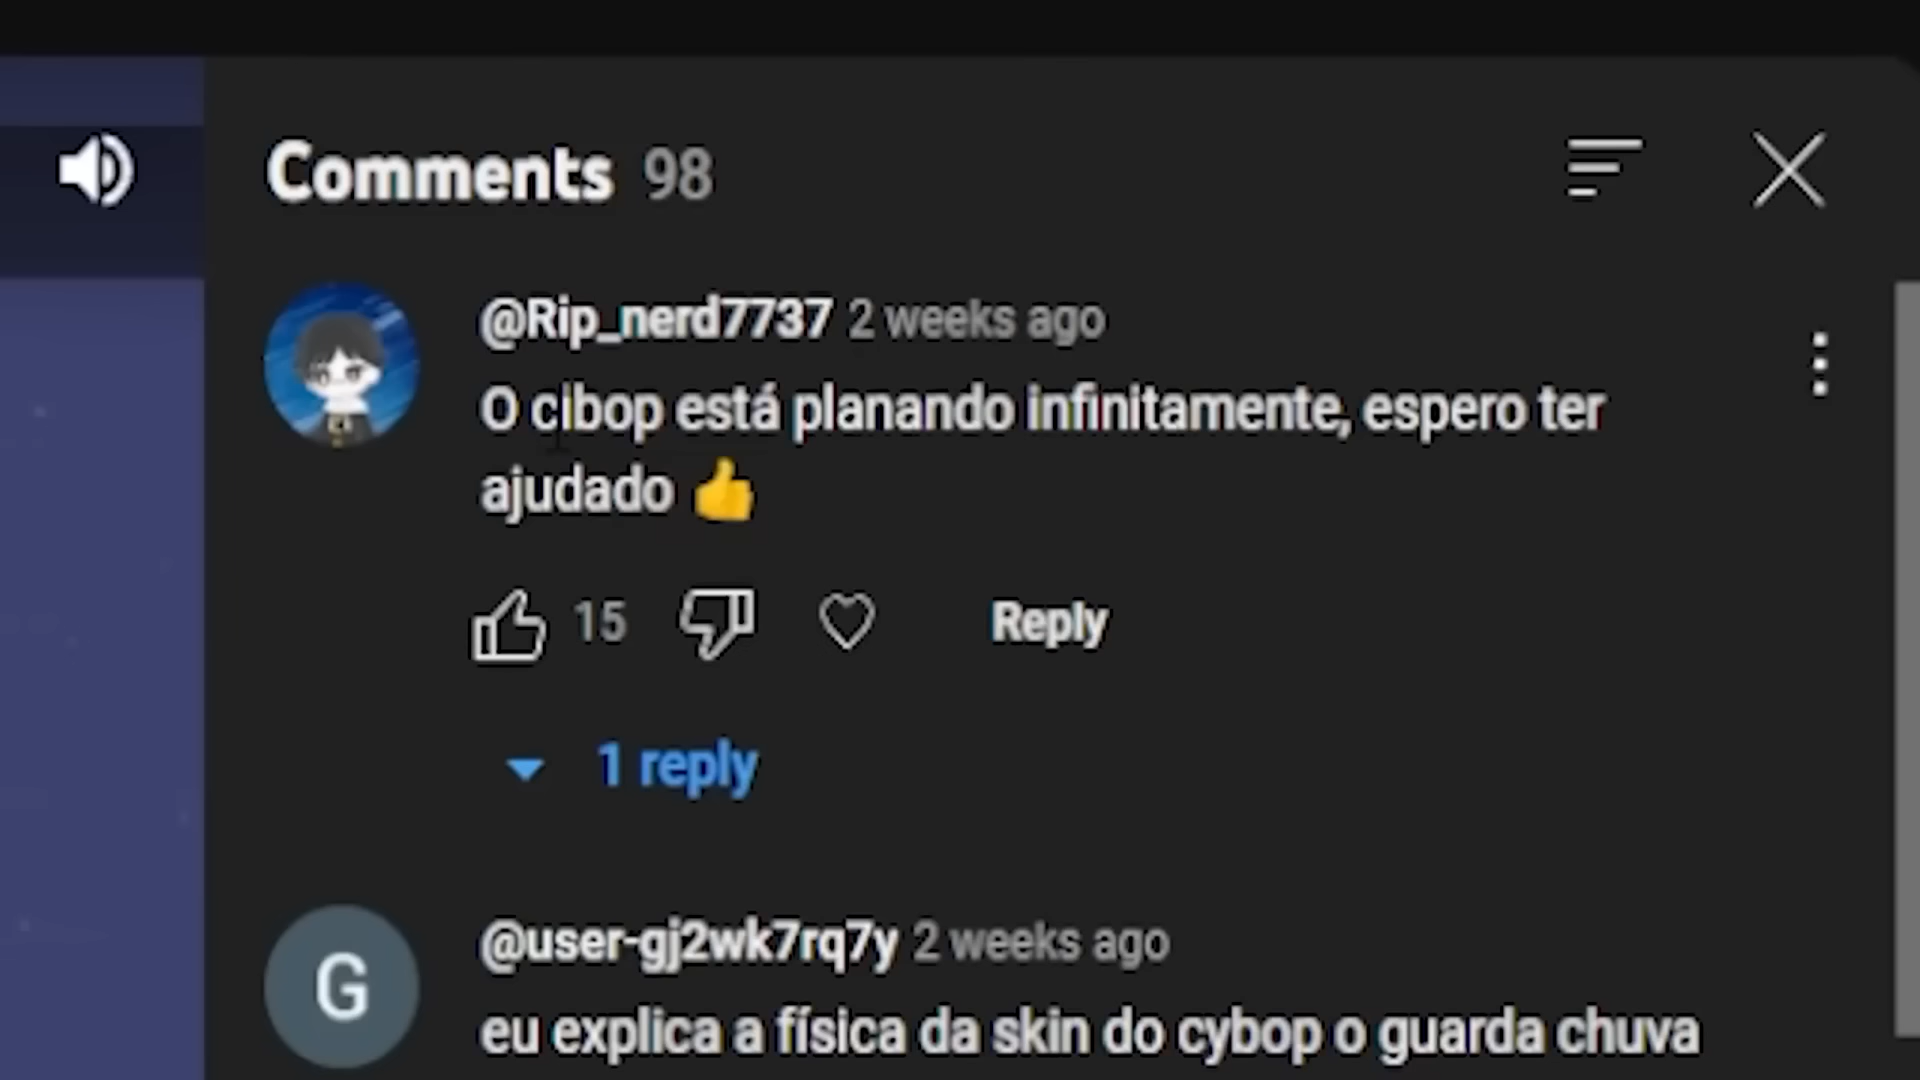 Comments 98
@Rip_nerd7737 2 weeks ago
O cibop está planando infinitamente, espero ter
ajudado 👍
15 Reply
1 reply
G
@user-gj2wk7rq7y 2 weeks ago
eu explica a física da skin do cybop o guarda chuva